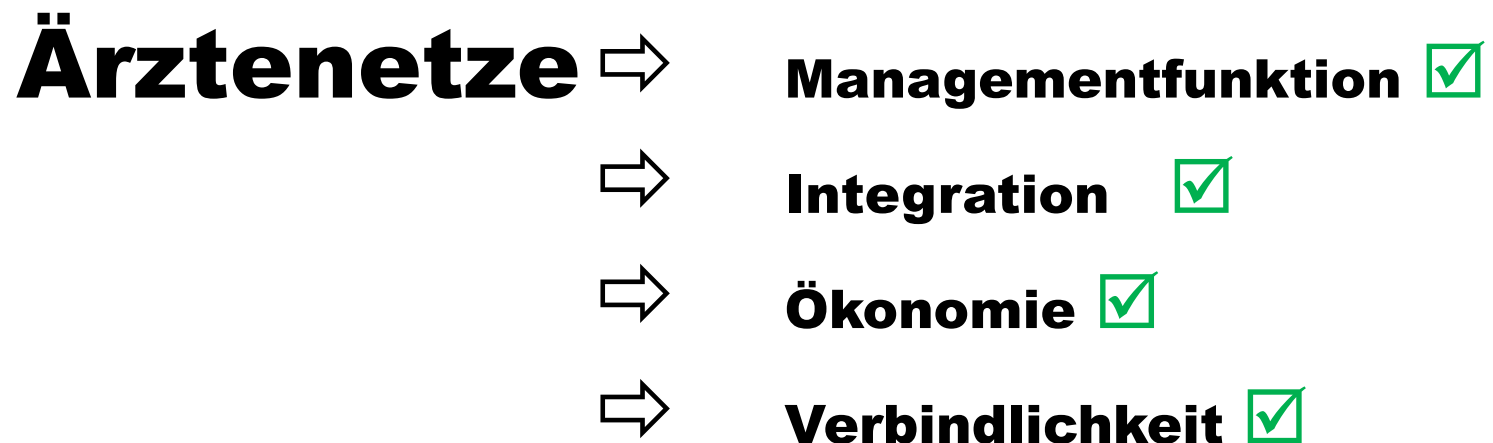 Ärztenetze ⇨ Managementfunktion ☑
⇨ Integration ☑
⇨ Ökonomie ☑
⇨ Verbindlichkeit ☑